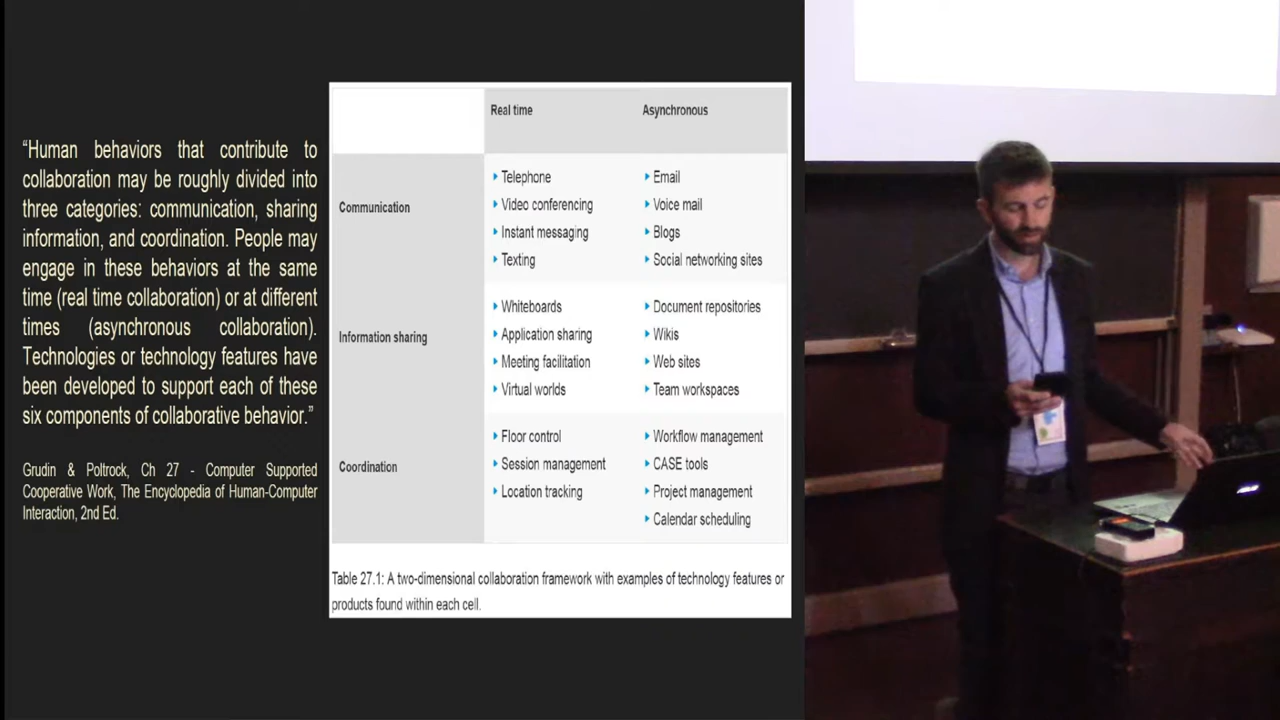 “Human behaviors that contribute to
collaboration may be roughly divided into
three categories: communication, sharing
information, and coordination. People may
engage in these behaviors at the same
time (real time collaboration) or at different
times (asynchronous collaboration).
Technologies or technology features have
been developed to support each of these
six components of collaborative behavior.”
Grudin & Poltrock, Ch 27 - Computer Supported
Cooperative Work, The Encyclopedia of Human-Computer
Interaction, 2nd Ed.
Real time Asynchronous
Communication
Telephone
Video conferencing
Instant messaging
Texting
Email
Voice mail
Blogs
Social networking sites
Information sharing
Whiteboards
Application sharing
Meeting facilitation
Virtual worlds
Document repositories
Wikis
Web sites
Team workspaces
Coordination
Floor control
Session management
Location tracking
Workflow management
CASE tools
Project management
Calendar scheduling
Table 27.1: A two-dimensional collaboration framework with examples of technology features or
products found within each cell.